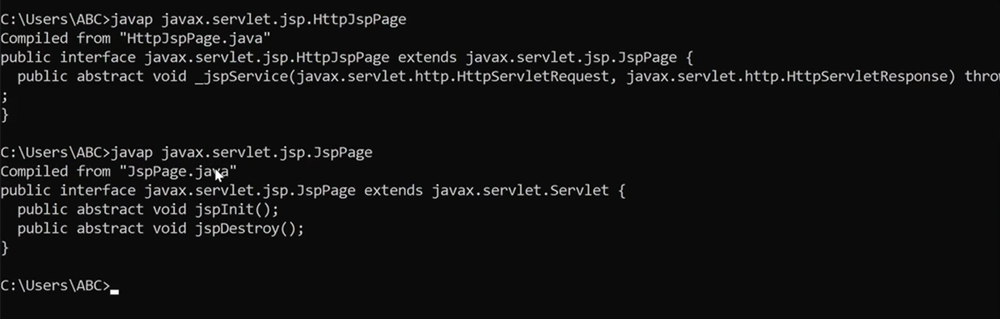 C:\Users\ABC>javap javax.servlet.jsp.HttpJspPage
Compiled from "HttpJspPage.java"
public interface javax.servlet.jsp.HttpJspPage extends javax.servlet.jsp.JspPage {
  public abstract void _jspService(javax.servlet.http.HttpServletRequest, javax.servlet.http.HttpServletResponse) throw
;
}
C:\Users\ABC>javap javax.servlet.jsp.JspPage
Compiled from "JspPage.java"
public interface javax.servlet.jsp.JspPage extends javax.servlet.Servlet {
  public abstract void jspInit();
  public abstract void jspDestroy();
}
C:\Users\ABC>